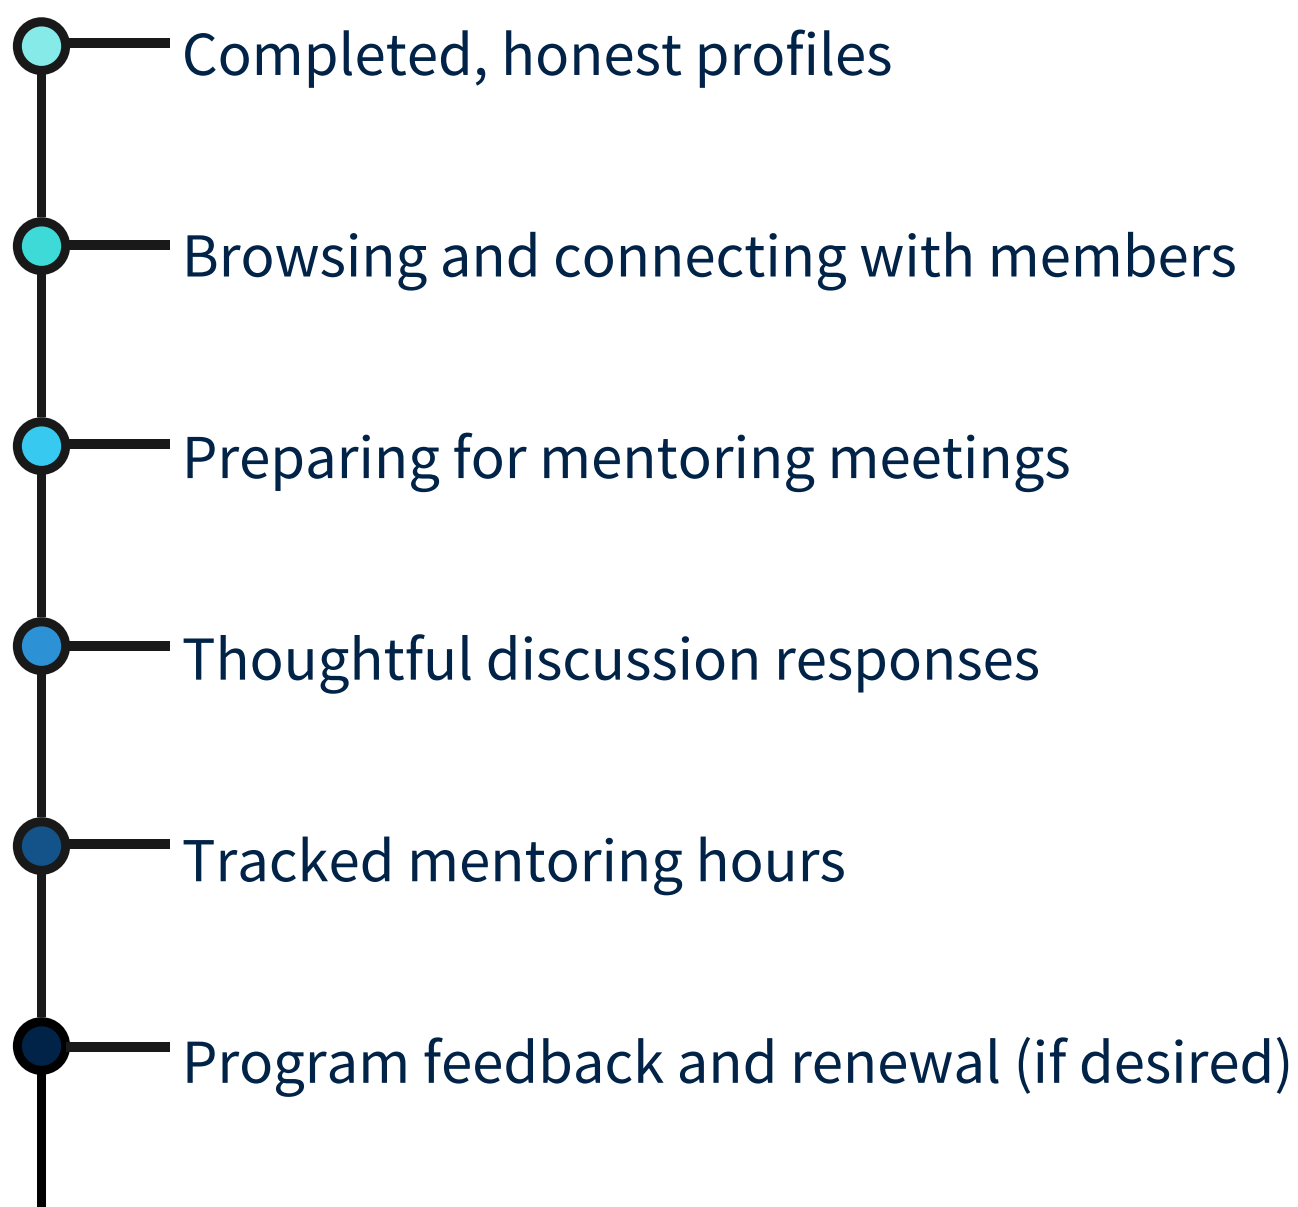 Completed, honest profiles
Browsing and connecting with members
Preparing for mentoring meetings
Thoughtful discussion responses
Tracked mentoring hours
Program feedback and renewal (if desired)